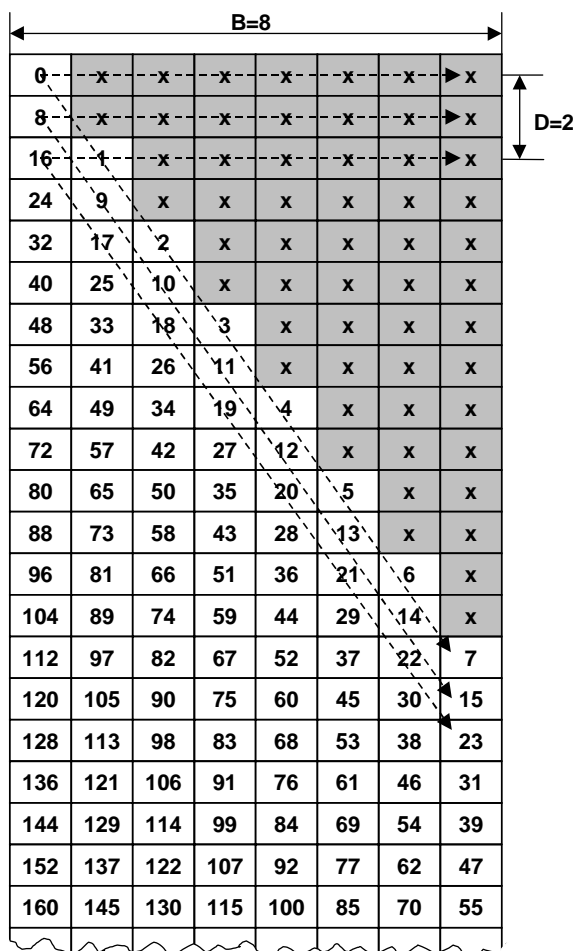 B=8
0 x x x x x x x
8 x x x x x x x
D=2
16 1 x x x x x x
24 9 x x x x x x
32 17 2 x x x x x
40 25 10 x x x x x
48 33 18 3 x x x x
56 41 26 11 x x x x
64 49 34 19 4 x x x
72 57 42 27 12 x x x
80 65 50 35 20 5 x x
88 73 58 43 28 13 x x
96 81 66 51 36 21 6 x
104 89 74 59 44 29 14 x
112 97 82 67 52 37 22 7
120 105 90 75 60 45 30 15
128 113 98 83 68 53 38 23
136 121 106 91 76 61 46 31
144 129 114 99 84 69 54 39
152 137 122 107 92 77 62 47
160 145 130 115 100 85 70 55